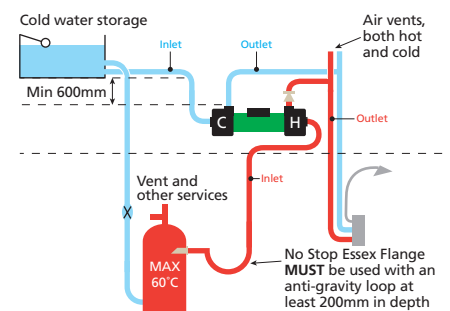 Cold water storage
Inlet
Outlet
Air vents,
both hot
and cold
Min 600mm
C
H
Outlet
Inlet
Vent and
other services
MAX
60˚C
No Stop Essex Flange
MUST be used with an
anti-gravity loop at
least 200mm in depth